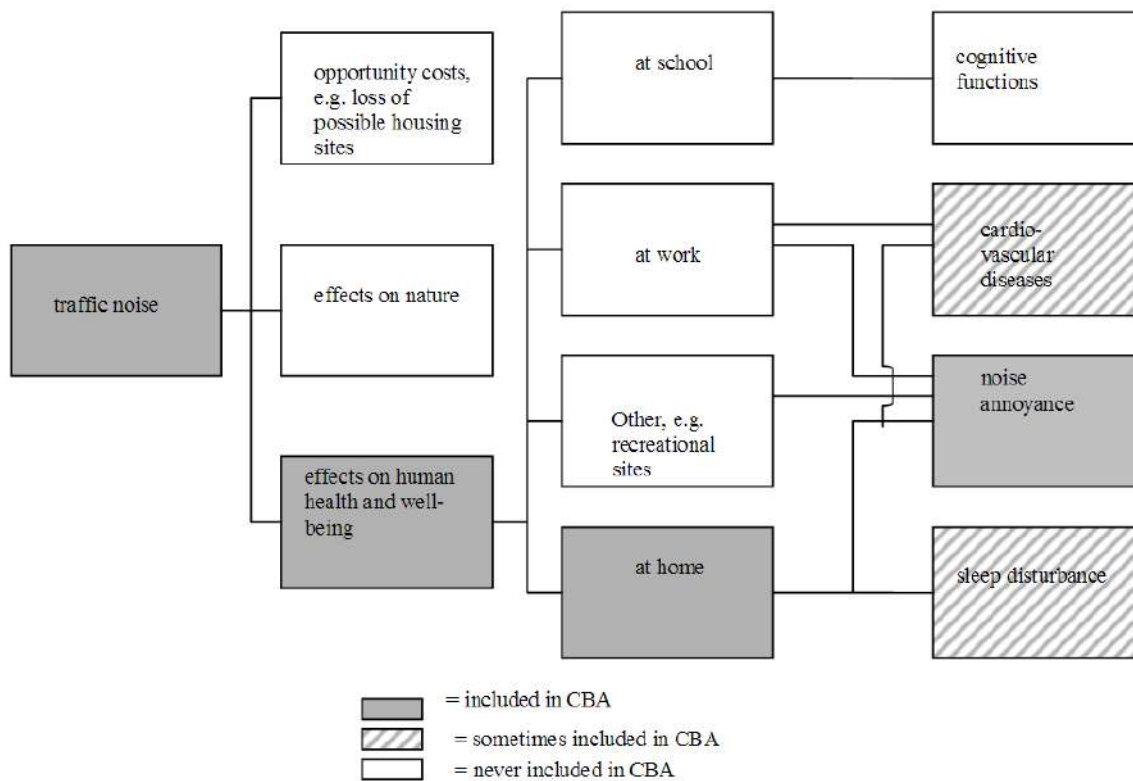 opportunity costs,
e.g. loss of
possible housing
sites
at school
cognitive
functions
traffic noise
effects on nature
at work
cardio-
vascular
diseases
Other, e.g.
recreational
sites
noise
annoyance
effects on human
health and well-
being
at home
sleep disturbance
= included in CBA
= sometimes included in CBA
= never included in CBA